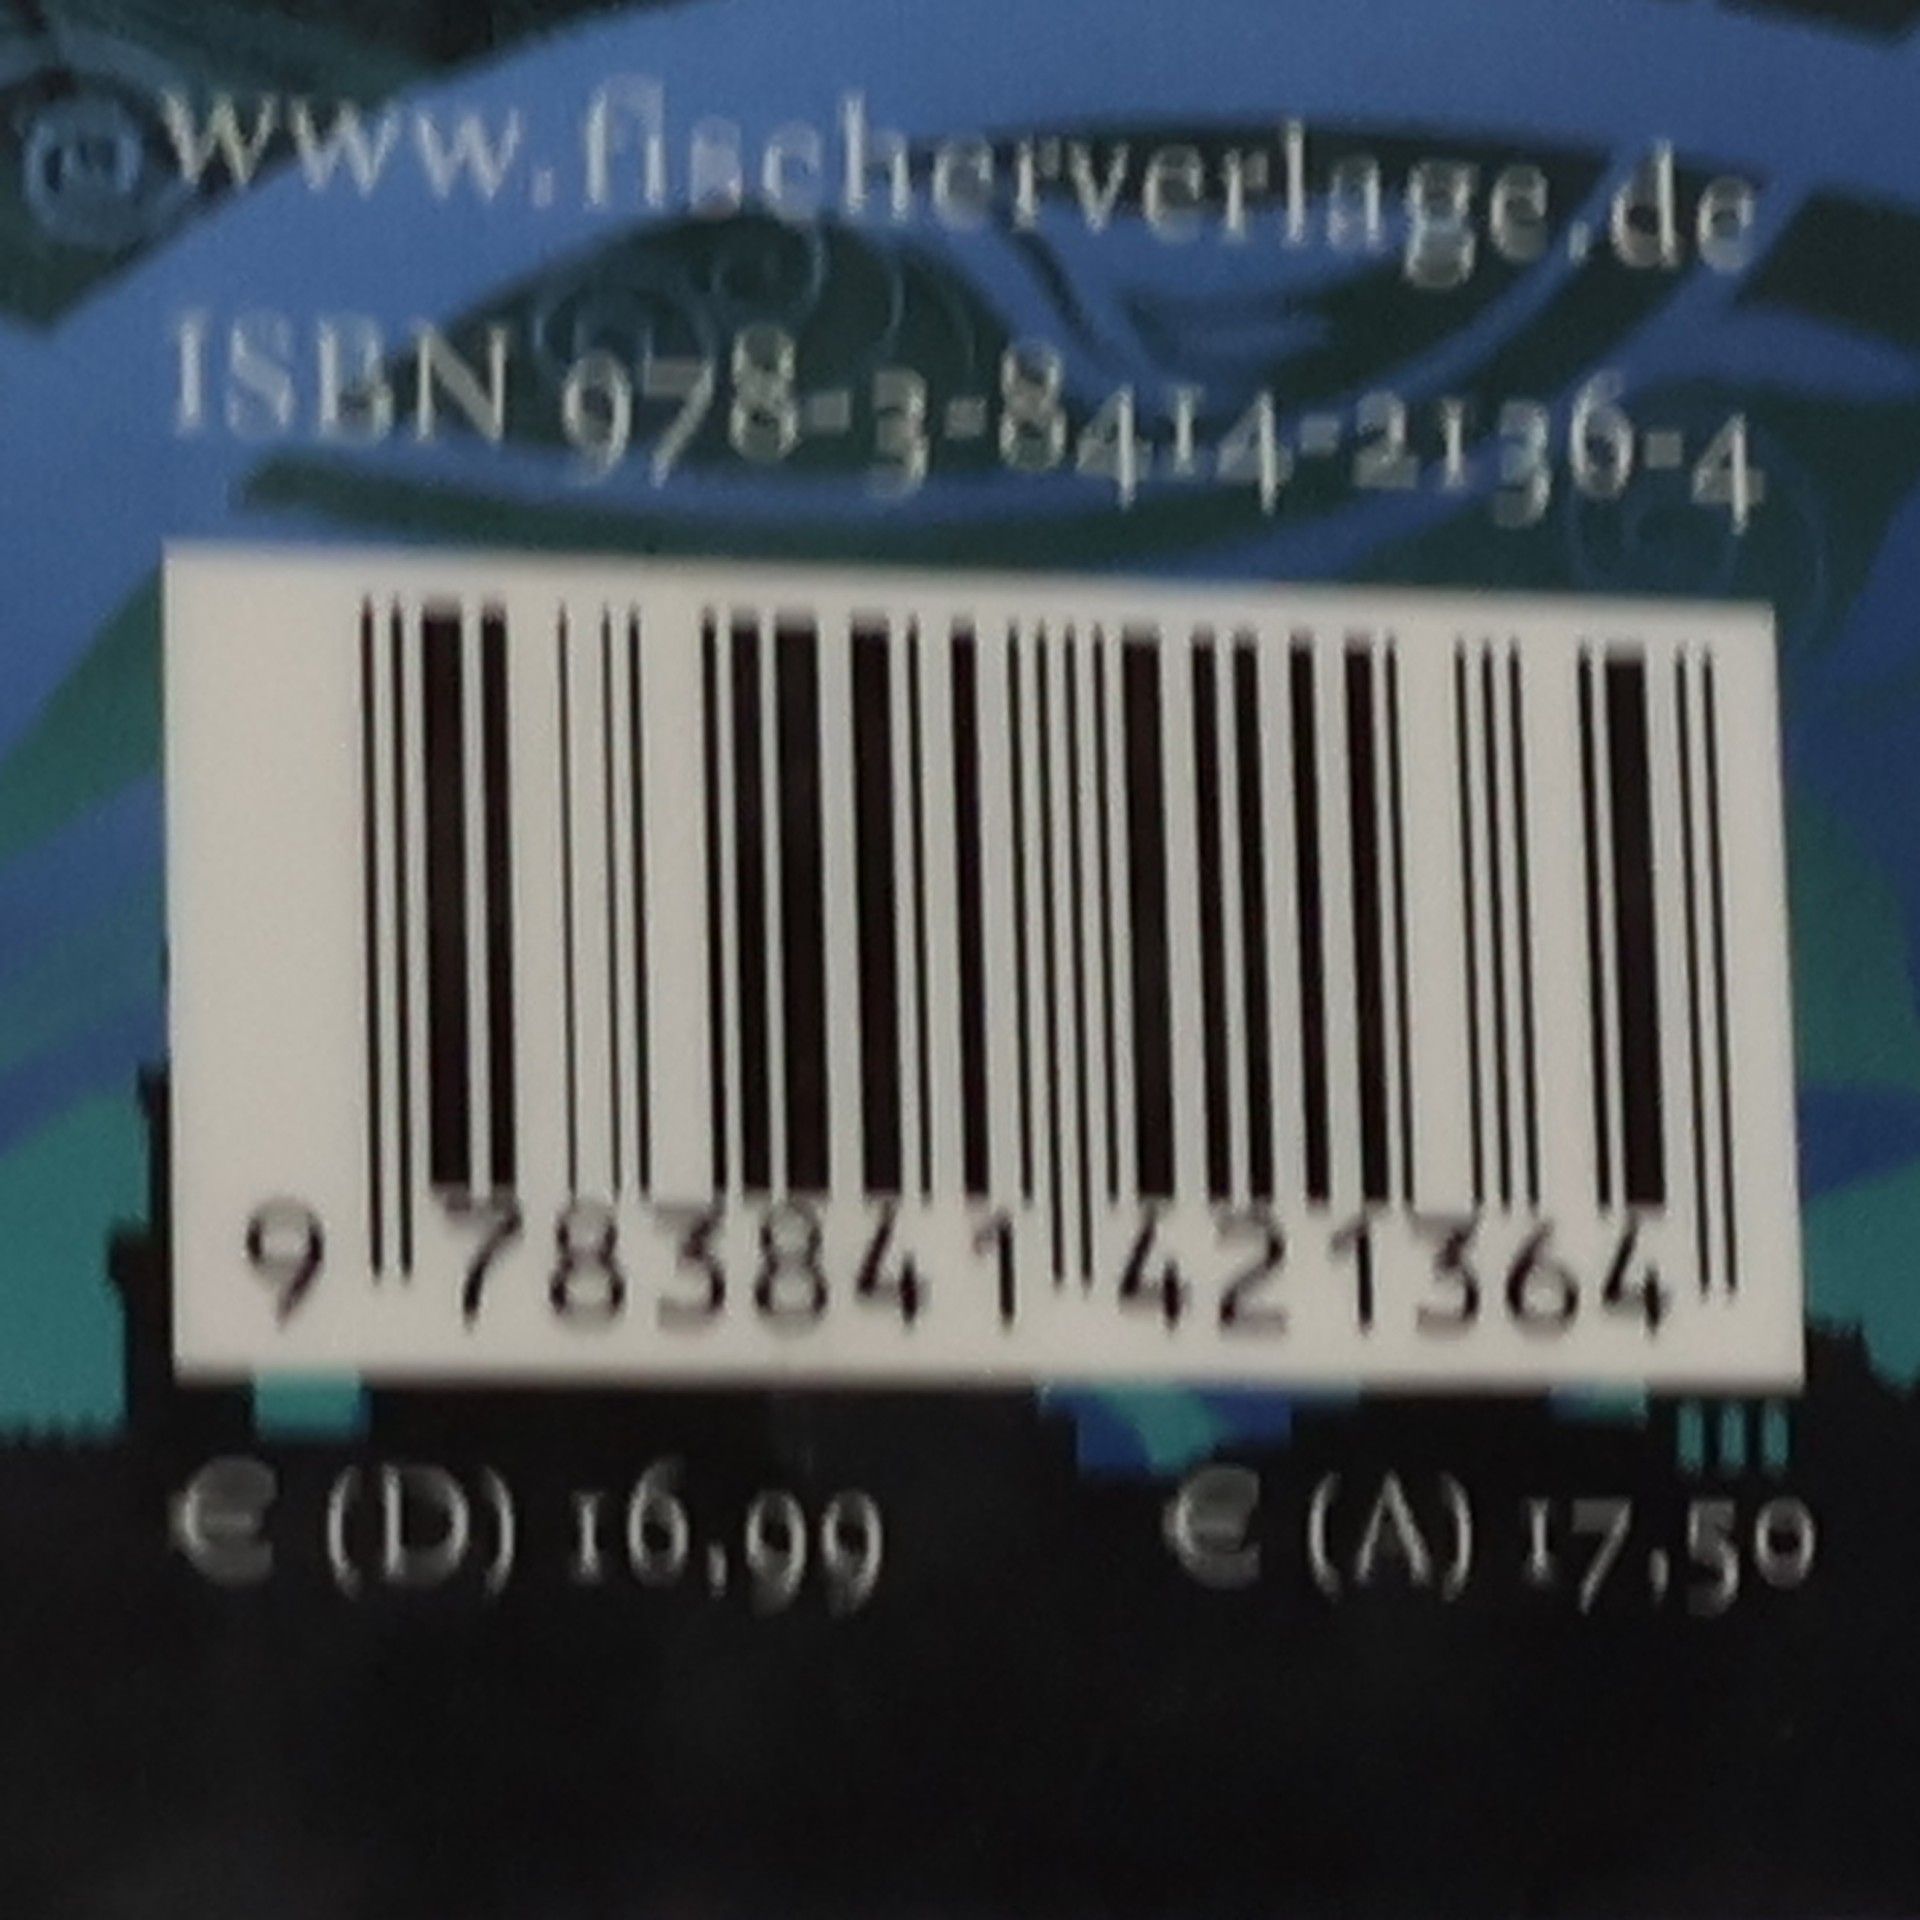 www.fischerverlage.de
ISBN 978-3-8414-2136-4
9 783841 421364
€ (D) 16,99 € (A) 17,50